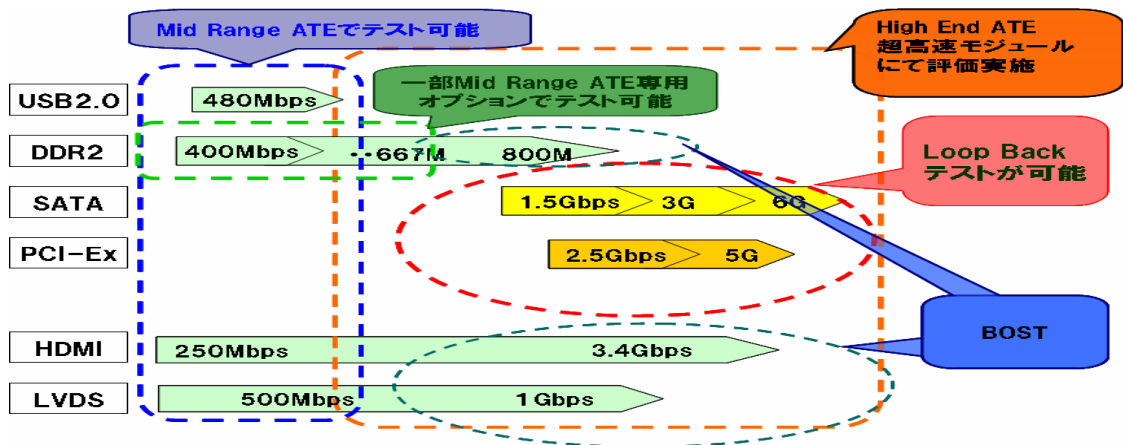 Mid Range ATEでテスト可能
High End ATE
超高速モジュール
にて評価実施
一部Mid Range ATE専用
オプションでテスト可能
USB2.0
480Mbps
DDR2
400Mbps
••667M
800M
Loop Back
テストが可能
SATA
1.5Gbps
3G
6G
PCI-Ex
2.5Gbps
5G
BOST
HDMI
250Mbps
3.4Gbps
LVDS
500Mbps
1Gbps